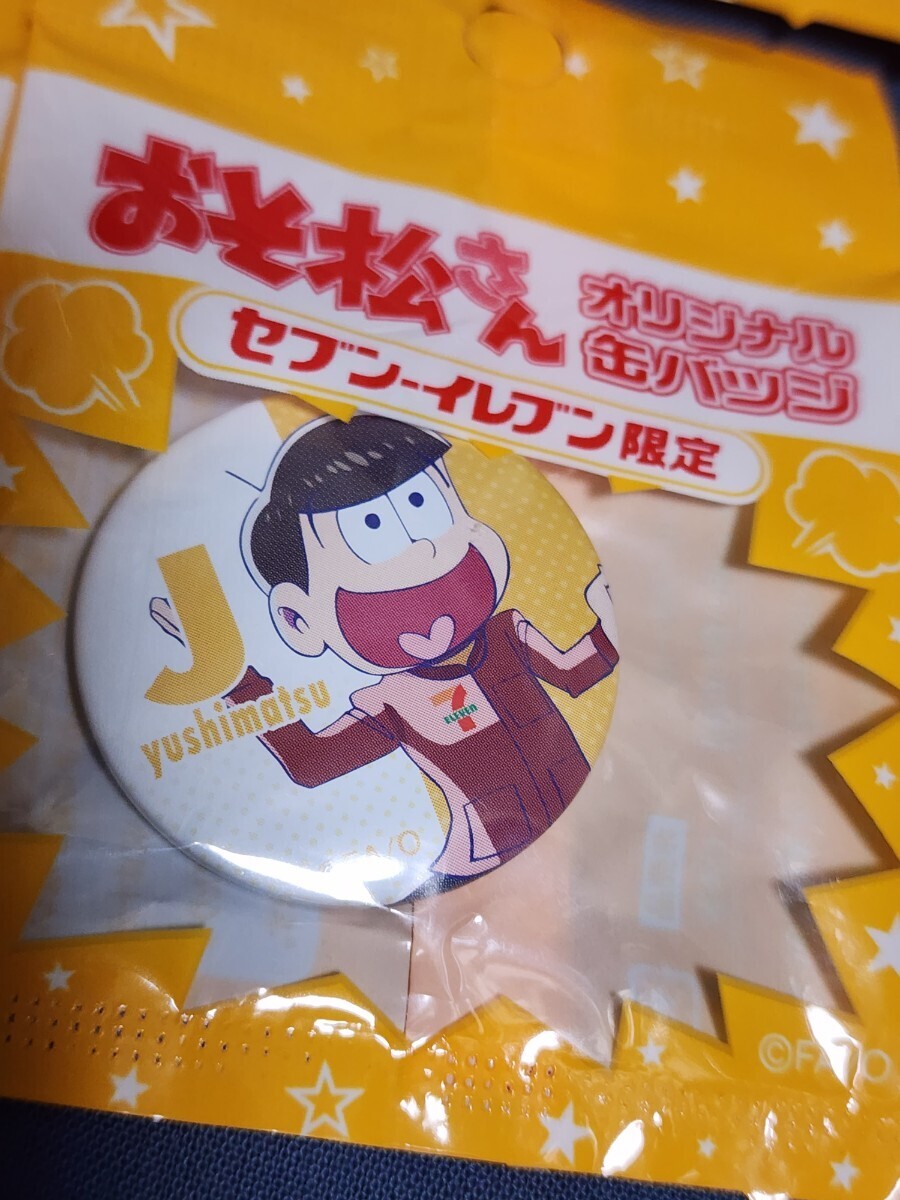 おそ松さん
オリジナル
缶バッジ
セブン-イレブン限定
J
yushimatsu
7
ELEVEN
A/O
©FA/O